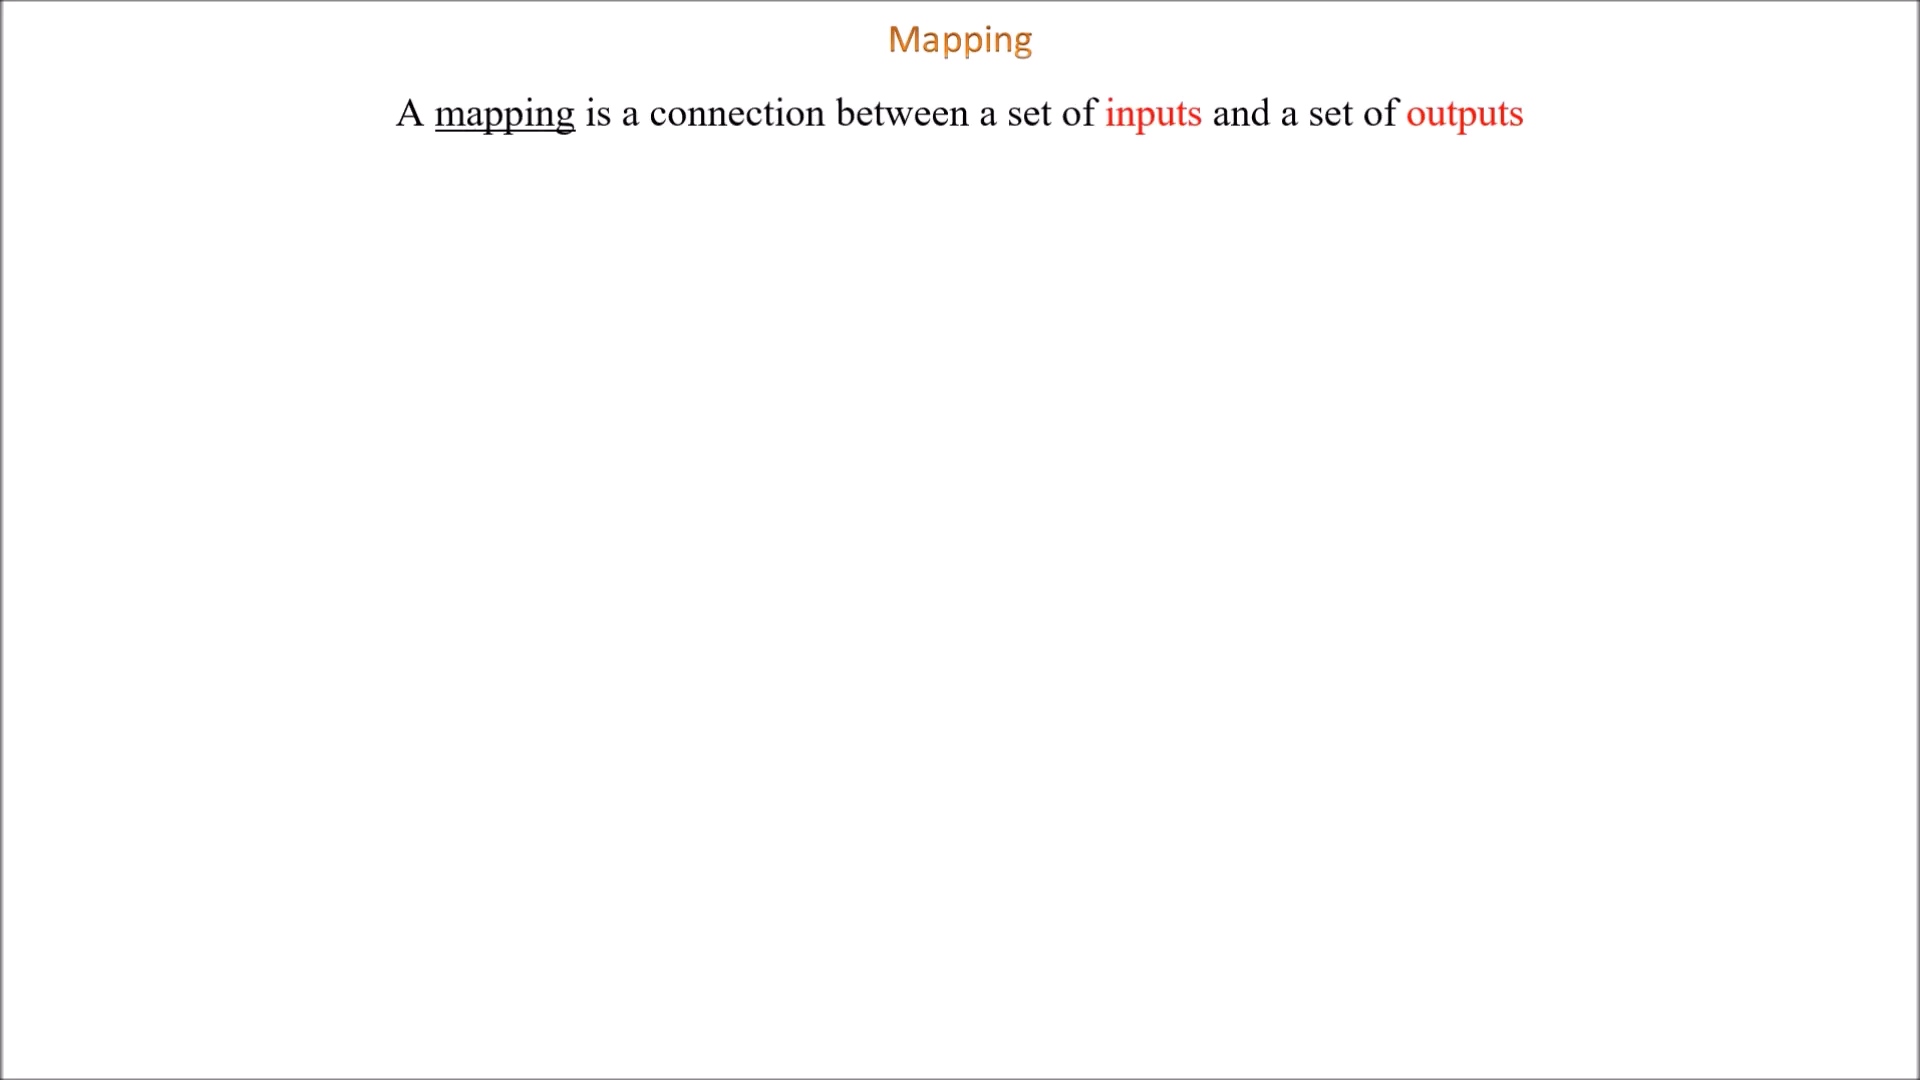 Mapping
A mapping is a connection between a set of inputs and a set of outputs